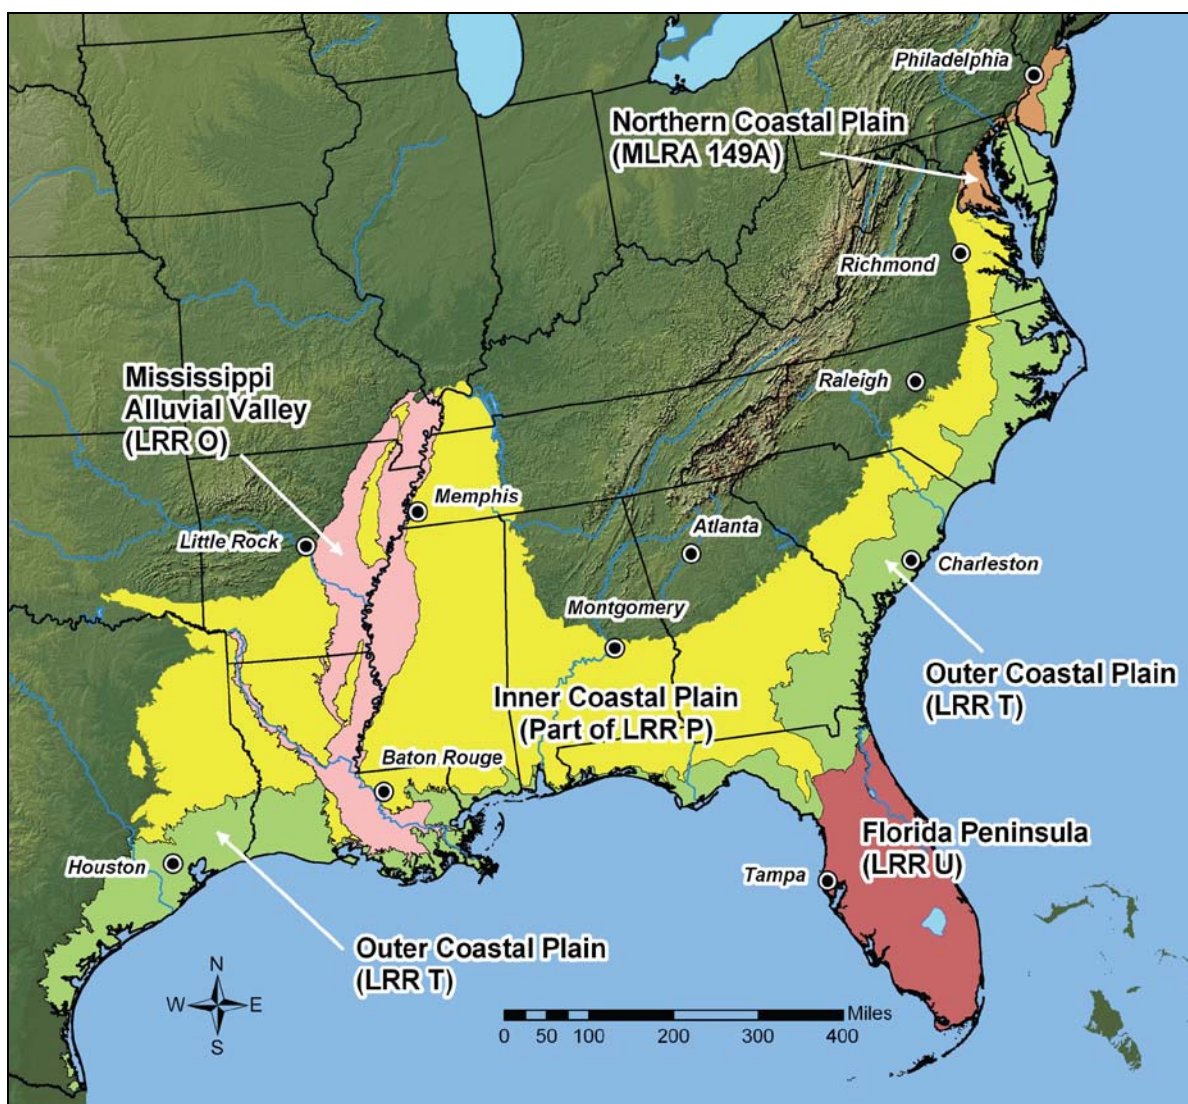 Philadelphia
Northern Coastal Plain
(MLRA 149A)
Richmond
Mississippi
Alluvial Valley
(LRR O)
Raleigh
Memphis
Little Rock
Atlanta
Charleston
Montgomery
Outer Coastal Plain
(LRR T)
Inner Coastal Plain
(Part of LRR P)
Baton Rouge
Florida Peninsula
(LRR U)
Houston
Tampa
Outer Coastal Plain
(LRR T)
N
W E
S
Miles
0 50 100 200 300 400